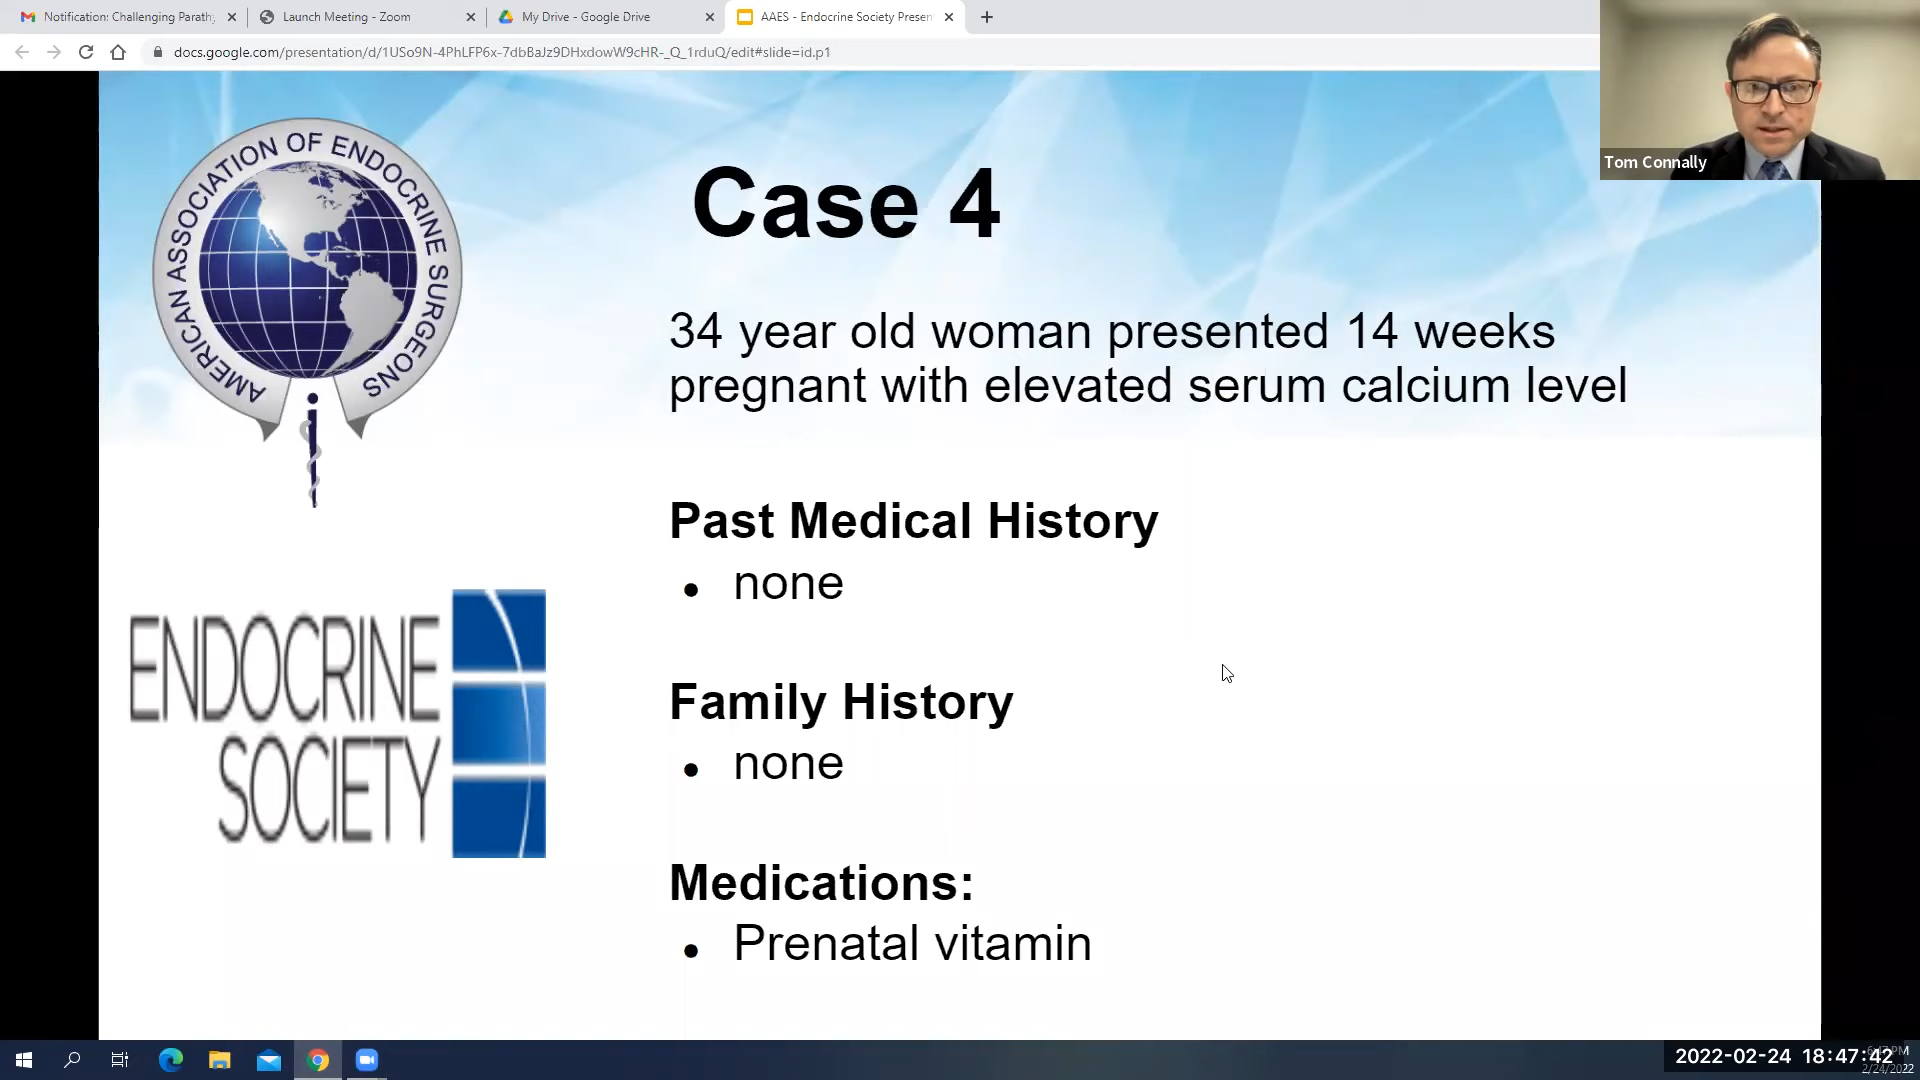 Notification: Challenging Parathy
Launch Meeting - Zoom
My Drive - Google Drive
AAES - Endocrine Society Presen
docs.google.com/presentation/d/1USo9N-4PhLFP6x-7dbBaJz9DHxdowW9cHR-_Q_1rduQ/edit#slide=id.p1
Tom Connally
AMERICAN ASSOCIATION OF ENDOCRINE SURGEONS
Case 4
34 year old woman presented 14 weeks
pregnant with elevated serum calcium level
Past Medical History
• none
ENDOCRINE
SOCIETY
Family History
• none
Medications:
• Prenatal vitamin
2022-02-24 18:47:42
2/24/2022